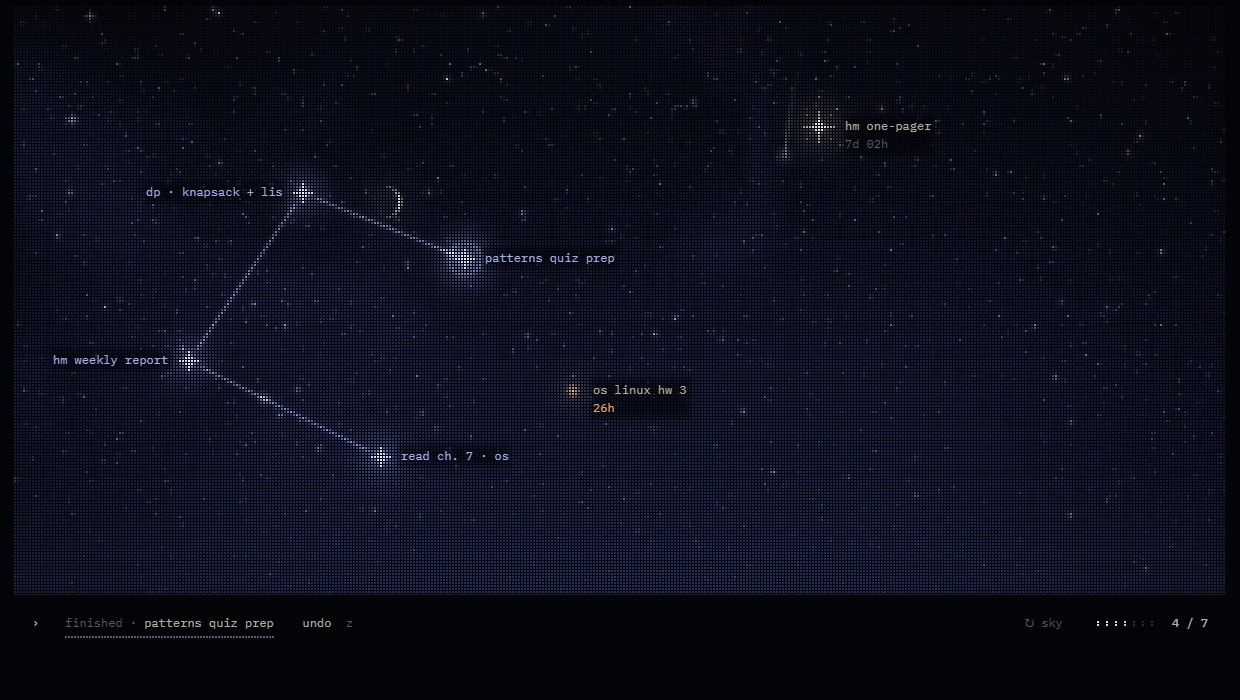 hm one-pager
7d 02h
dp · knapsack + lis
patterns quiz prep
hm weekly report
os linux hw 3
26h
read ch. 7 · os
› finished · patterns quiz prep undo z ↻ sky 4 / 7